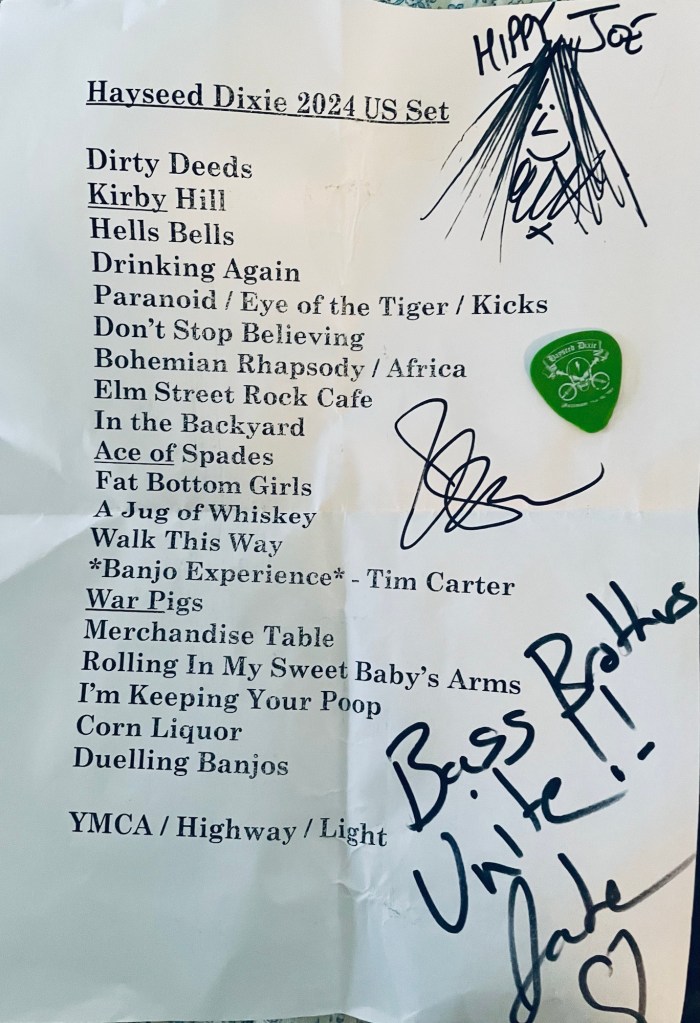 HIPPY JOE
Hayseed Dixie 2024 US Set
Dirty Deeds
Kirby Hill
Hells Bells
Drinking Again
Paranoid / Eye of the Tiger / Kicks
Don't Stop Believing
Bohemian Rhapsody / Africa
Elm Street Rock Cafe
In the Backyard
Ace of Spades
Fat Bottom Girls
A Jug of Whiskey
Walk This Way
*Banjo Experience* - Tim Carter
War Pigs
Merchandise Table
Rolling In My Sweet Baby's Arms
I'm Keeping Your Poop
Corn Liquor
Duelling Banjos
YMCA / Highway / Light
Hayseed Dixie
Bass Brothers
Unite!!
Jake